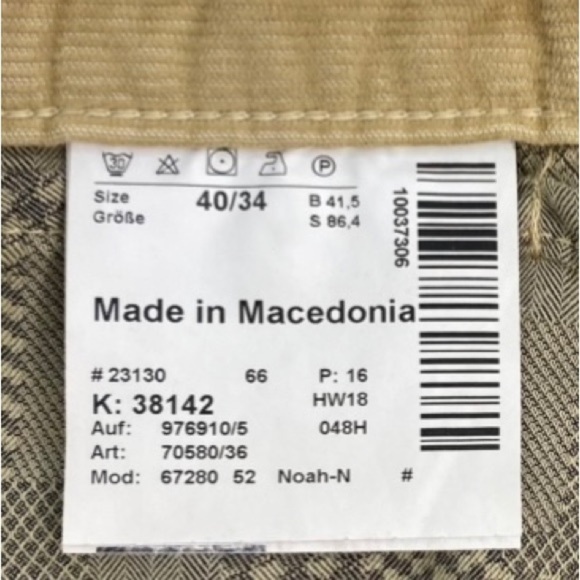 30 P
Size 40/34 B 41,5
Größe S 86,4
10037306
Made in Macedonia
# 23130 66 P: 16
K: 38142 HW18
Auf: 976910/5 048H
Art: 70580/36
Mod: 67280 52 Noah-N #